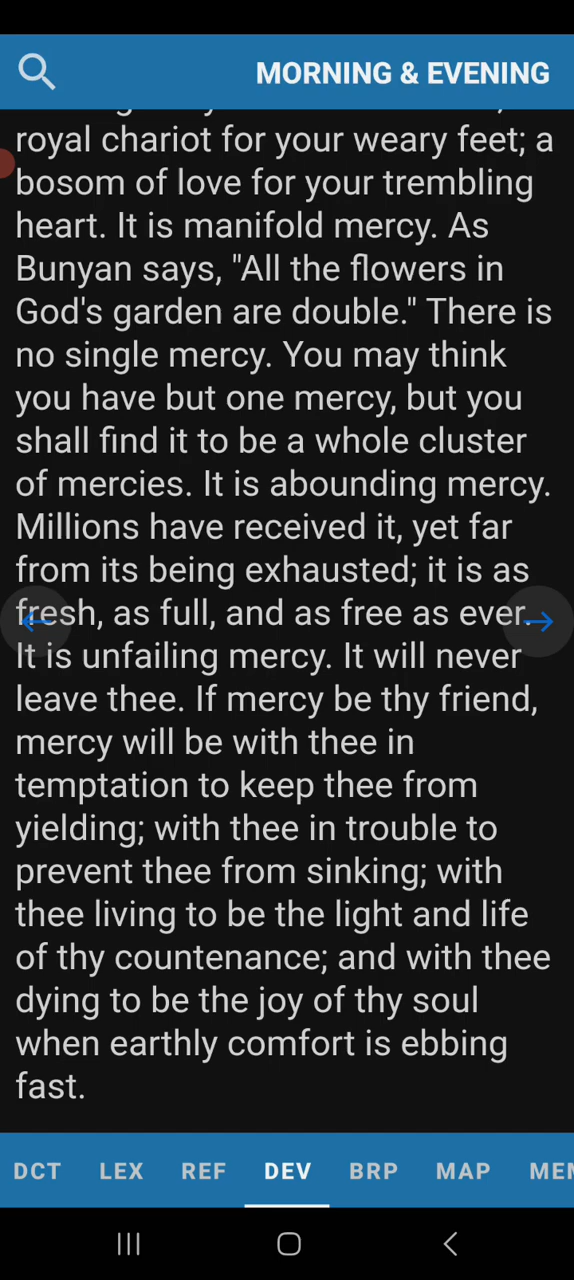 MORNING & EVENING
royal chariot for your weary feet; a
bosom of love for your trembling
heart. It is manifold mercy. As
Bunyan says, "All the flowers in
God's garden are double." There is
no single mercy. You may think
you have but one mercy, but you
shall find it to be a whole cluster
of mercies. It is abounding mercy.
Millions have received it, yet far
from its being exhausted; it is as
fresh, as full, and as free as ever.
It is unfailing mercy. It will never
leave thee. If mercy be thy friend,
mercy will be with thee in
temptation to keep thee from
yielding; with thee in trouble to
prevent thee from sinking; with
thee living to be the light and life
of thy countenance; and with thee
dying to be the joy of thy soul
when earthly comfort is ebbing
fast.
DCT LEX REF DEV BRP MAP MEM